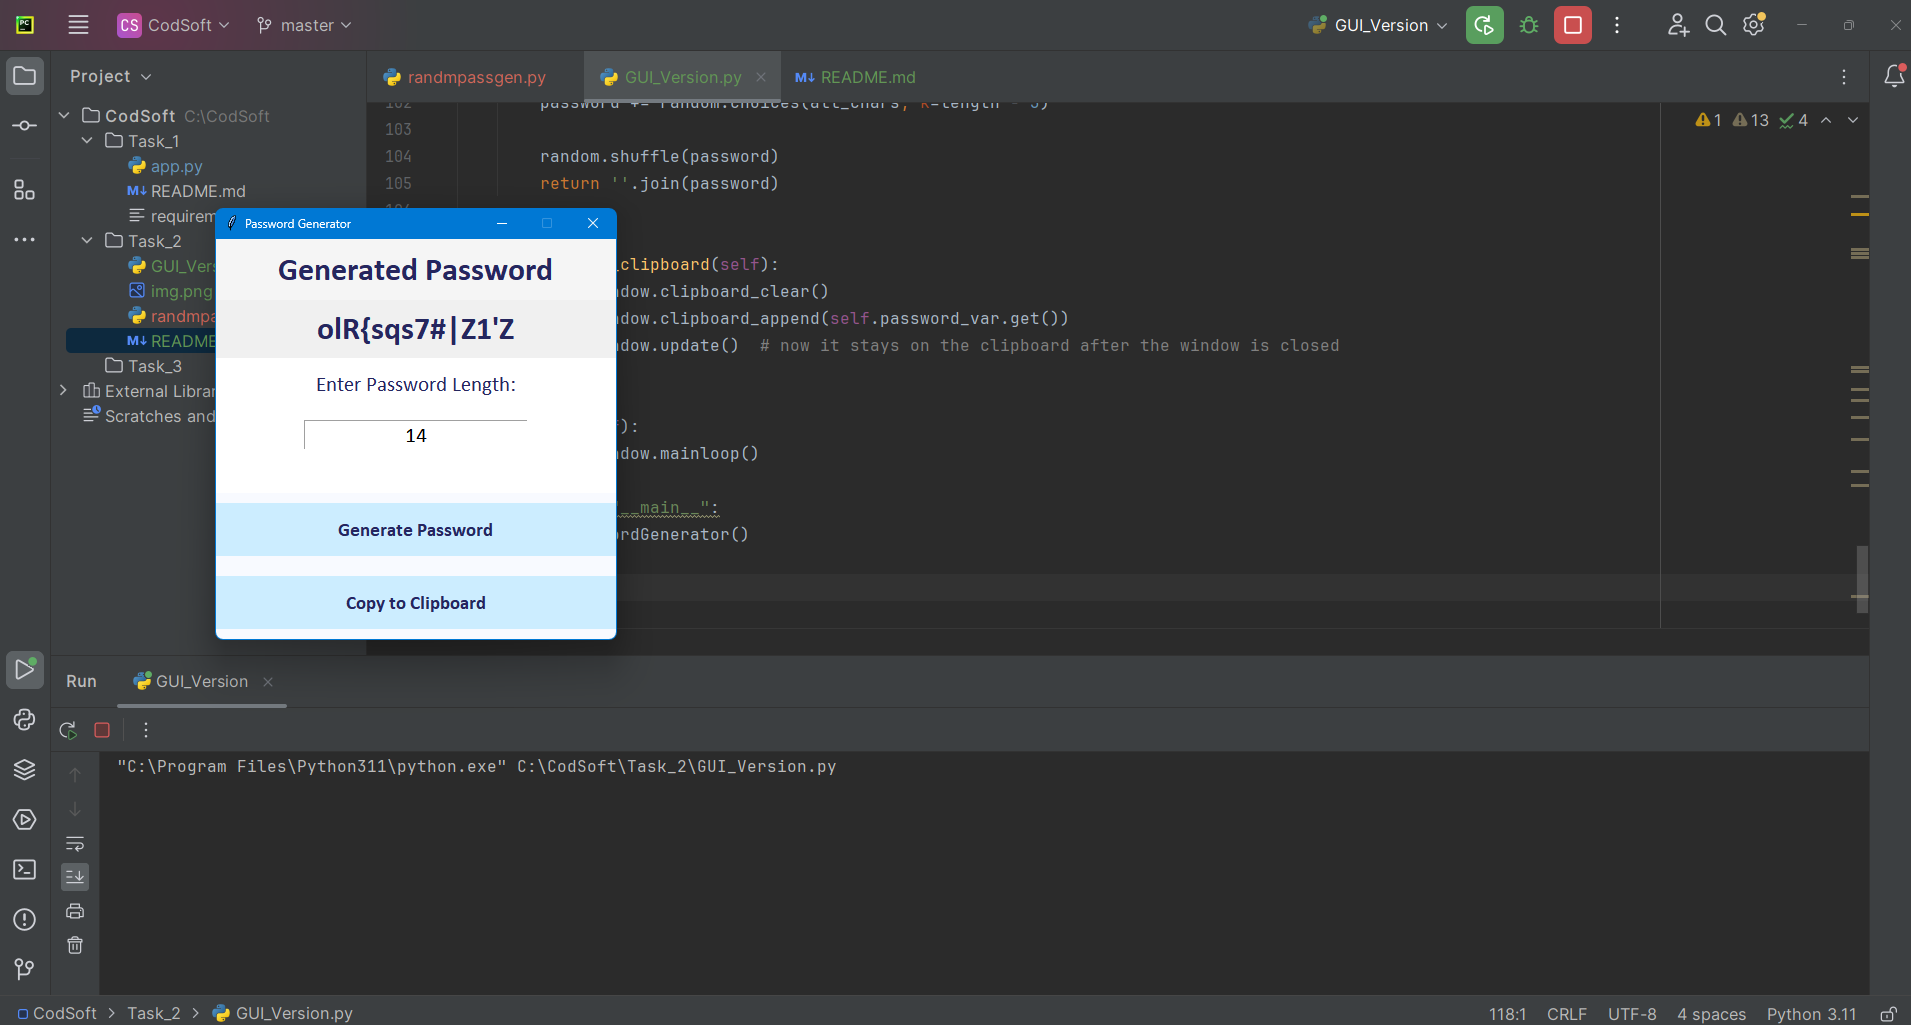 CS CodSoft master GUI_Version
Project
randmpassgen.py GUI_Version.py README.md
CodSoft C:\CodSoft
Task_1
app.py
README.md
requirem
Task_2
GUI_Ver
img.png
randmpa
README
Task_3
External Librar
Scratches and
1 13 4
102 password += random.choices(all_chars, k=length - 3)
103
104 random.shuffle(password)
105 return ''.join(password)
106
_clipboard(self):
dow.clipboard_clear()
dow.clipboard_append(self.password_var.get())
dow.update() # now it stays on the clipboard after the window is closed
):
dow.mainloop()
"__main__":
rdGenerator()
Password Generator
Generated Password
olR{sqs7#|Z1'Z
Enter Password Length:
14
Generate Password
Copy to Clipboard
Run GUI_Version
"C:\Program Files\Python311\python.exe" C:\CodSoft\Task_2\GUI_Version.py
CodSoft > Task_2 > GUI_Version.py
118:1 CRLF UTF-8 4 spaces Python 3.11